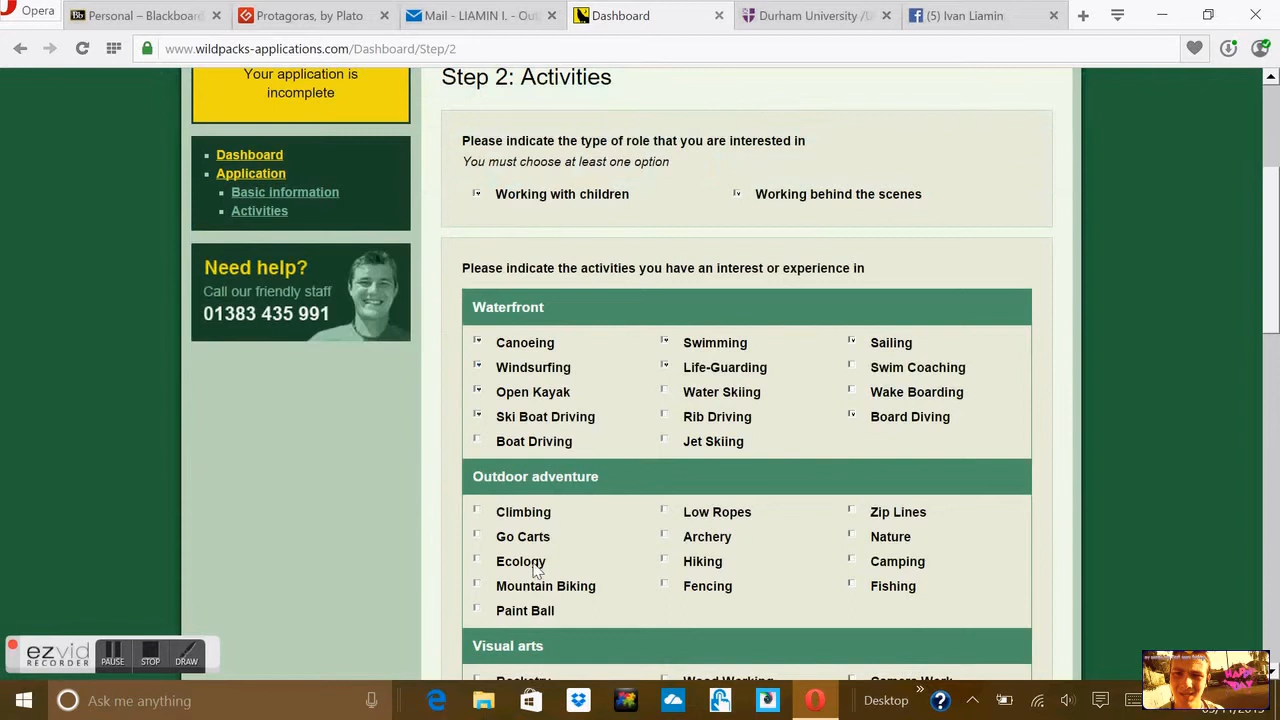 Opera
Personal – Blackboard
Protagoras, by Plato
Mail - LIAMIN I. - Outl
Dashboard
Durham University /D
(5) Ivan Liamin
www.wildpacks-applications.com/Dashboard/Step/2
Your application is
incomplete
Dashboard
Application
Basic information
Activities
Need help?
Call our friendly staff
01383 435 991
Step 2: Activities
Please indicate the type of role that you are interested in
You must choose at least one option
Working with children Working behind the scenes
Please indicate the activities you have an interest or experience in
Waterfront
Canoeing Swimming Sailing
Windsurfing Life-Guarding Swim Coaching
Open Kayak Water Skiing Wake Boarding
Ski Boat Driving Rib Driving Board Diving
Boat Driving Jet Skiing
Outdoor adventure
Climbing Low Ropes Zip Lines
Go Carts Archery Nature
Ecology Hiking Camping
Mountain Biking Fencing Fishing
Paint Ball
Visual arts
ezvid
RECORDER
PAUSE STOP DRAW
HAPPY
DAY
Ask me anything
Desktop